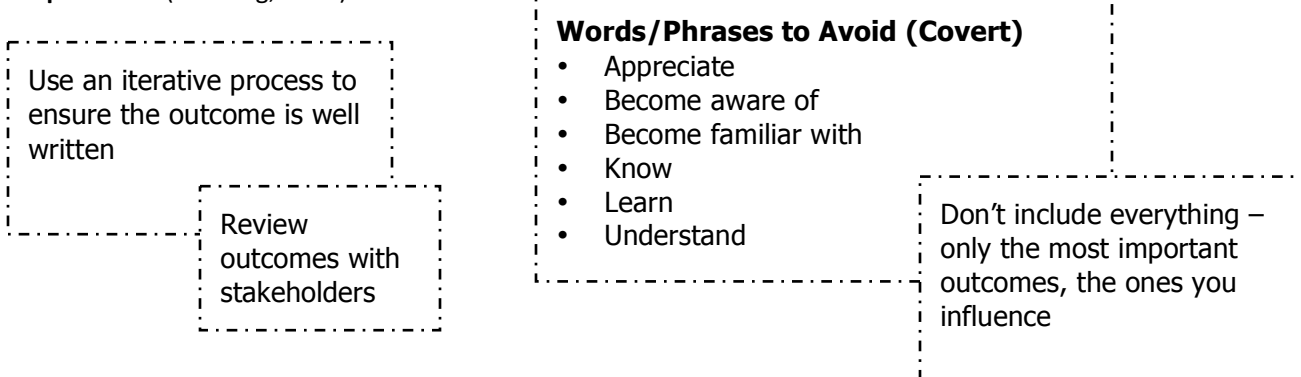 Use an iterative process to
ensure the outcome is well
written
Review
outcomes with
stakeholders
Words/Phrases to Avoid (Covert)
• Appreciate
• Become aware of
• Become familiar with
• Know
• Learn
• Understand
Don’t include everything –
only the most important
outcomes, the ones you
influence